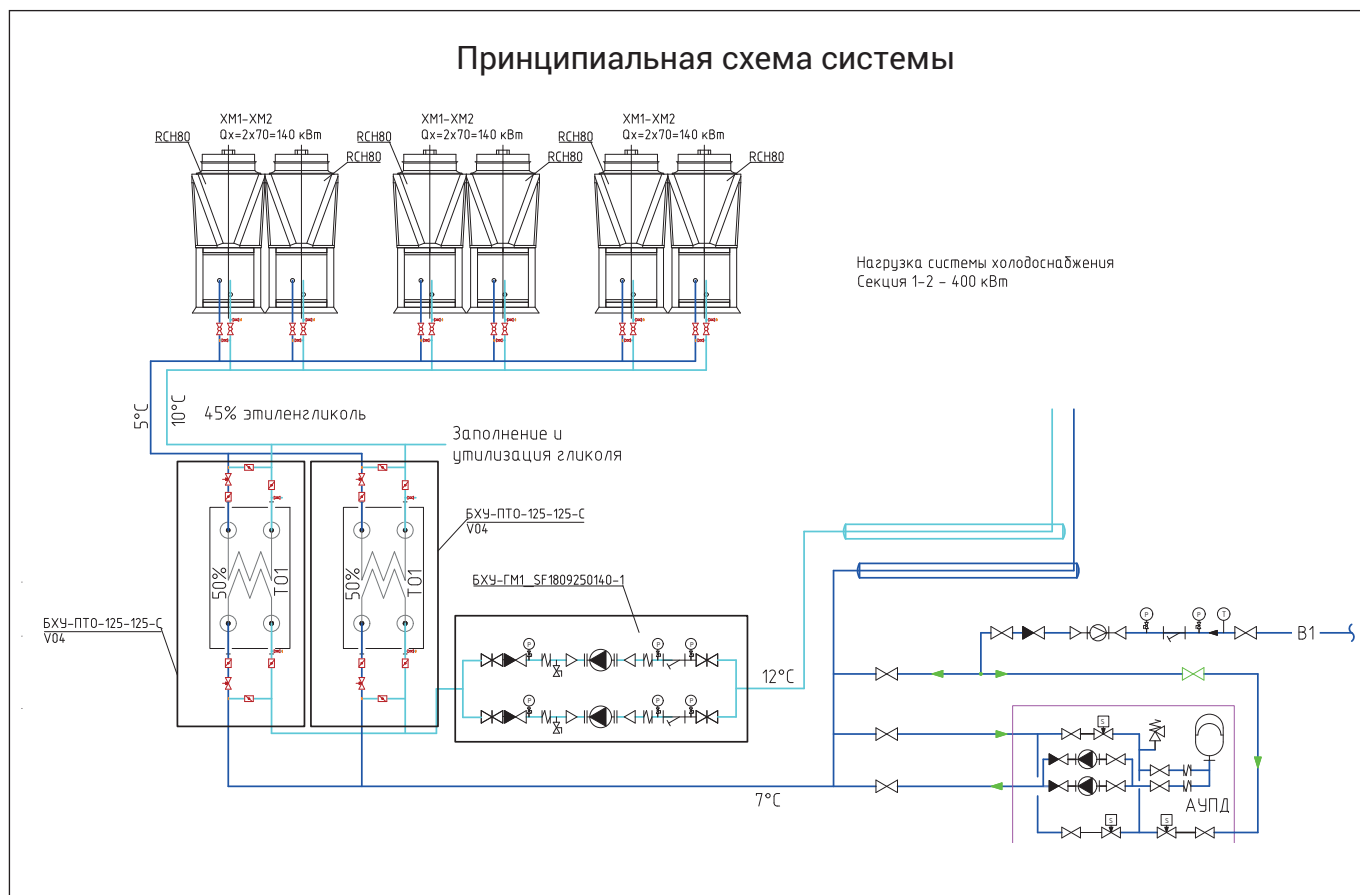 Принципиальная схема системы
ХМ1-ХМ2
Qх=2х70=140 кВт
RCH80
RCH80
ХМ1-ХМ2
Qх=2х70=140 кВт
RCH80
RCH80
ХМ1-ХМ2
Qх=2х70=140 кВт
RCH80
RCH80
Нагрузка системы холодоснабжения
Секция 1-2 - 400 кВт
5°C
10°C
45% этиленгликоль
Заполнение и
утилизация гликоля
БХУ-ПТО-125-125-С
V04
50%
ТО1
50%
ТО1
БХУ-ГМ1_SF1809250140-1
БХУ-ПТО-125-125-С
V04
P
P
T
В1
P
P
P
12°C
P
P
P
S
АУПД
7°C
S
S